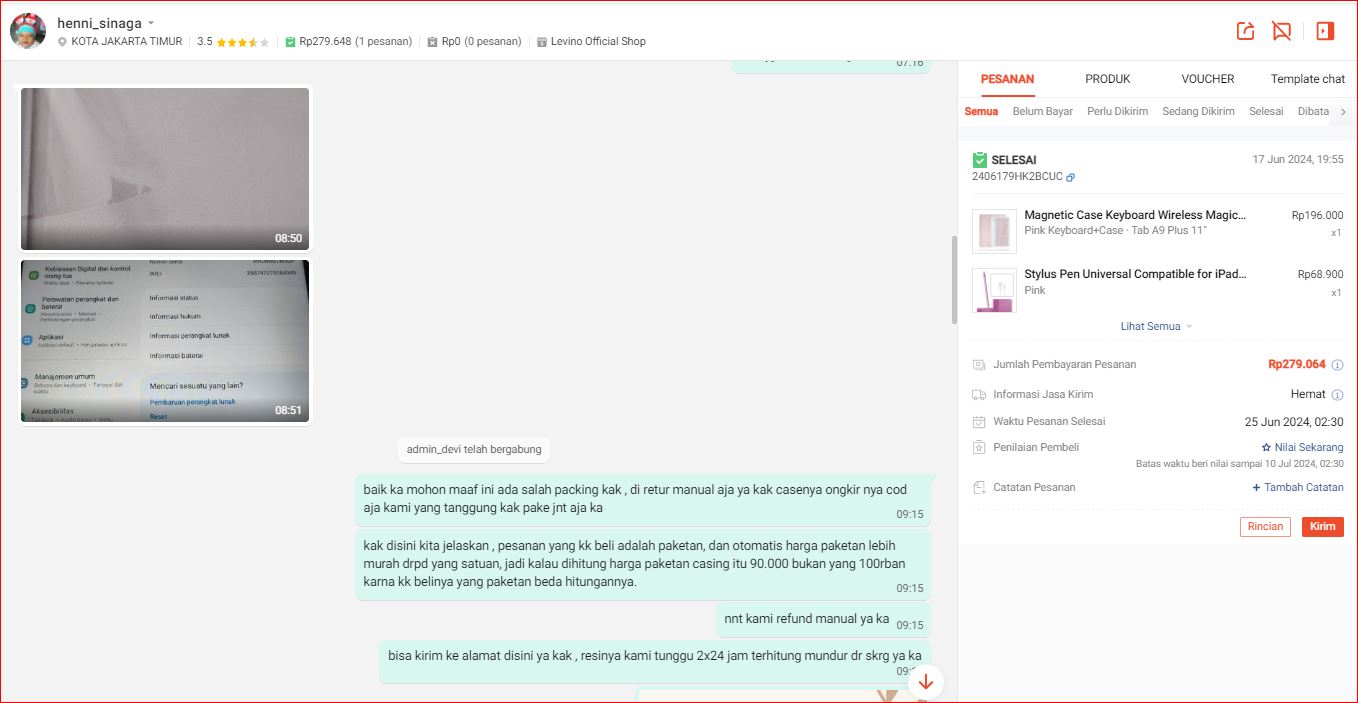 henni_sinaga
KOTA JAKARTA TIMUR
3.5
Rp279.648 (1 pesanan)
Rp0 (0 pesanan)
Levino Official Shop
07:16
08:50
Kebiasaan Digital dan kontrol
orang tua
IMEI
Informasi status
Perawatan perangkat dan
baterai
Informasi hukum
Informasi perangkat lunak
Aplikasi
Informasi baterai
Manajemen umum
Mencari sesuatu yang lain?
Pembaruan perangkat lunak
Aksesibilitas
Reset
08:51
admin_devi telah bergabung
baik ka mohon maaf ini ada salah packing kak , di retur manual aja ya kak casenya ongkir nya cod
aja kami yang tanggung kak pake jnt aja ka
09:15
kak disini kita jelaskan , pesanan yang kk beli adalah paketan, dan otomatis harga paketan lebih
murah drpd yang satuan, jadi kalau dihitung harga paketan casing itu 90.000 bukan yang 100rban
karna kk belinya yang paketan beda hitungannya.
09:15
nnt kami refund manual ya ka
09:15
bisa kirim ke alamat disini ya kak , resinya kami tunggu 2x24 jam terhitung mundur dr skrg ya ka
PESANAN
PRODUK
VOUCHER
Template chat
Semua
Belum Bayar
Perlu Dikirim
Sedang Dikirim
Selesai
Dibata
SELESAI
17 Jun 2024, 19:55
2406179HK2BCUC
Magnetic Case Keyboard Wireless Magic...
Rp196.000
Pink Keyboard+Case · Tab A9 Plus 11"
x1
Stylus Pen Universal Compatible for iPad...
Rp68.900
Pink
x1
Lihat Semua
Jumlah Pembayaran Pesanan
Rp279.064
Informasi Jasa Kirim
Hemat
Waktu Pesanan Selesai
25 Jun 2024, 02:30
Penilaian Pembeli
Nilai Sekarang
Batas waktu beri nilai sampai 10 Jul 2024, 02:30
Catatan Pesanan
+ Tambah Catatan
Rincian
Kirim